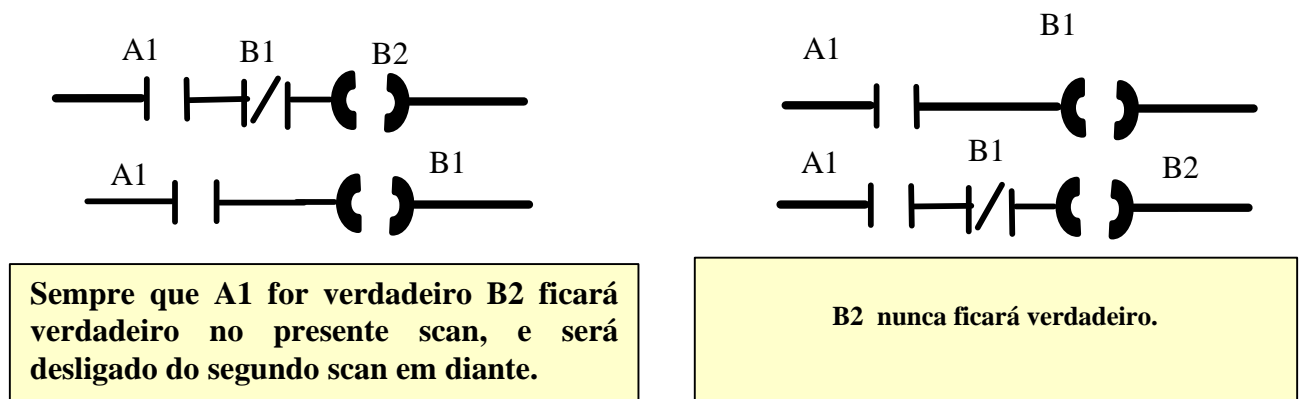 A1 B1 B2
A1 B1
Sempre que A1 for verdadeiro B2 ficará
verdadeiro no presente scan, e será
desligado do segundo scan em diante.
A1 B1
A1 B1 B2
B2 nunca ficará verdadeiro.